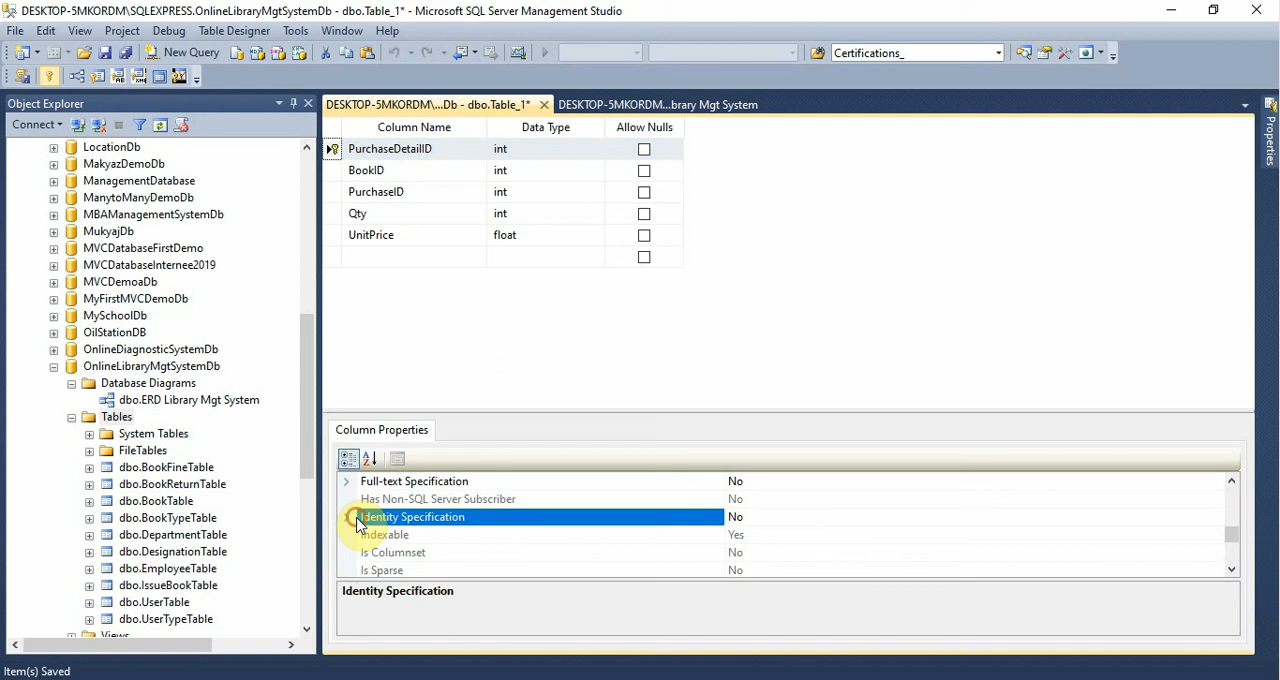 DESKTOP-5MKORDM\SQLEXPRESS.OnlineLibraryMgtSystemDb - dbo.Table_1* - Microsoft SQL Server Management Studio
File Edit View Project Debug Table Designer Tools Window Help
New Query Certifications_
Object Explorer
DESKTOP-5MKORDM\...Db - dbo.Table_1* DESKTOP-5MKORDM...brary Mgt System
Connect
Properties
Column Name Data Type Allow Nulls
PurchaseDetailID int
BookID int
PurchaseID int
Qty int
UnitPrice float
LocationDb
MakyazDemoDb
ManagementDatabase
ManytoManyDemoDb
MBAManagementSystemDb
MukyajDb
MVCDatabaseFirstDemo
MVCDatabaseInternee2019
MVCDemoaDb
MyFirstMVCDemoDb
MySchoolDb
OilStationDB
OnlineDiagnosticSystemDb
OnlineLibraryMgtSystemDb
Database Diagrams
dbo.ERD Library Mgt System
Tables
System Tables
FileTables
dbo.BookFineTable
dbo.BookReturnTable
dbo.BookTable
dbo.BookTypeTable
dbo.DepartmentTable
dbo.DesignationTable
dbo.EmployeeTable
dbo.IssueBookTable
dbo.UserTable
dbo.UserTypeTable
Views
Column Properties
Full-text Specification No
Has Non-SQL Server Subscriber No
Identity Specification No
Indexable Yes
Is Columnset No
Is Sparse No
Identity Specification
Item(s) Saved